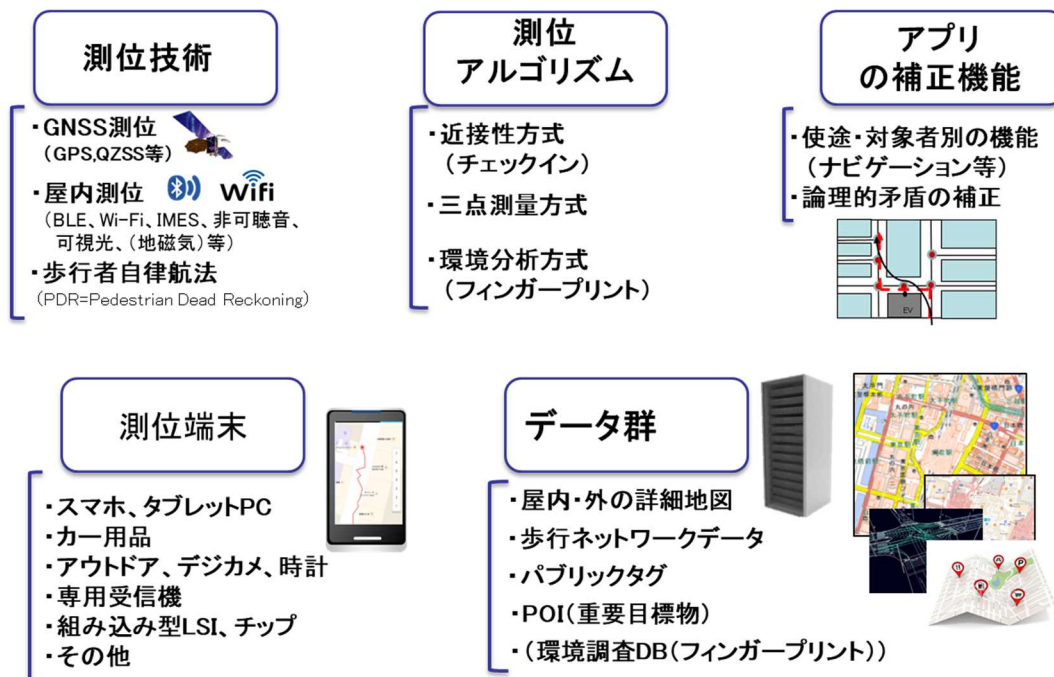 測位技術
・GNSS測位
(GPS,QZSS等)
・屋内測位
WiFi
(BLE、Wi-Fi、IMES、非可聴音、
可視光、(地磁気)等)
・歩行者自律航法
(PDR=Pedestrian Dead Reckoning)
測位
アルゴリズム
・近接性方式
(チェックイン)
・三点測量方式
・環境分析方式
(フィンガープリント)
アプリ
の補正機能
・使途・対象者別の機能
(ナビゲーション等)
・論理的矛盾の補正
EV
測位端末
・スマホ、タブレットPC
・カー用品
・アウトドア、デジカメ、時計
・専用受信機
・組み込み型LSI、チップ
・その他
データ群
・屋内・外の詳細地図
・歩行ネットワークデータ
・パブリックタグ
・POI(重要目標物)
・(環境調査DB(フィンガープリント))